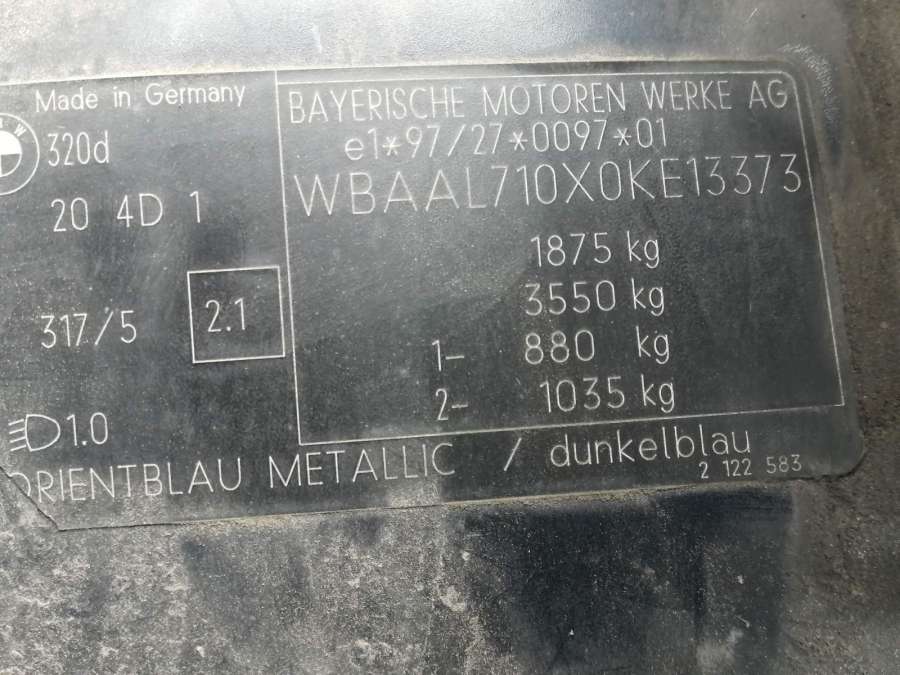 Made in Germany
320d
20 4D 1
317/5
2.1
1.0
BAYERISCHE MOTOREN WERKE AG
e1*97/27*0097*01
WBAAL710X0KE13373
1875 kg
3550 kg
1- 880 kg
2- 1035 kg
ORIENTBLAU METALLIC / dunkelblau
2 122 583